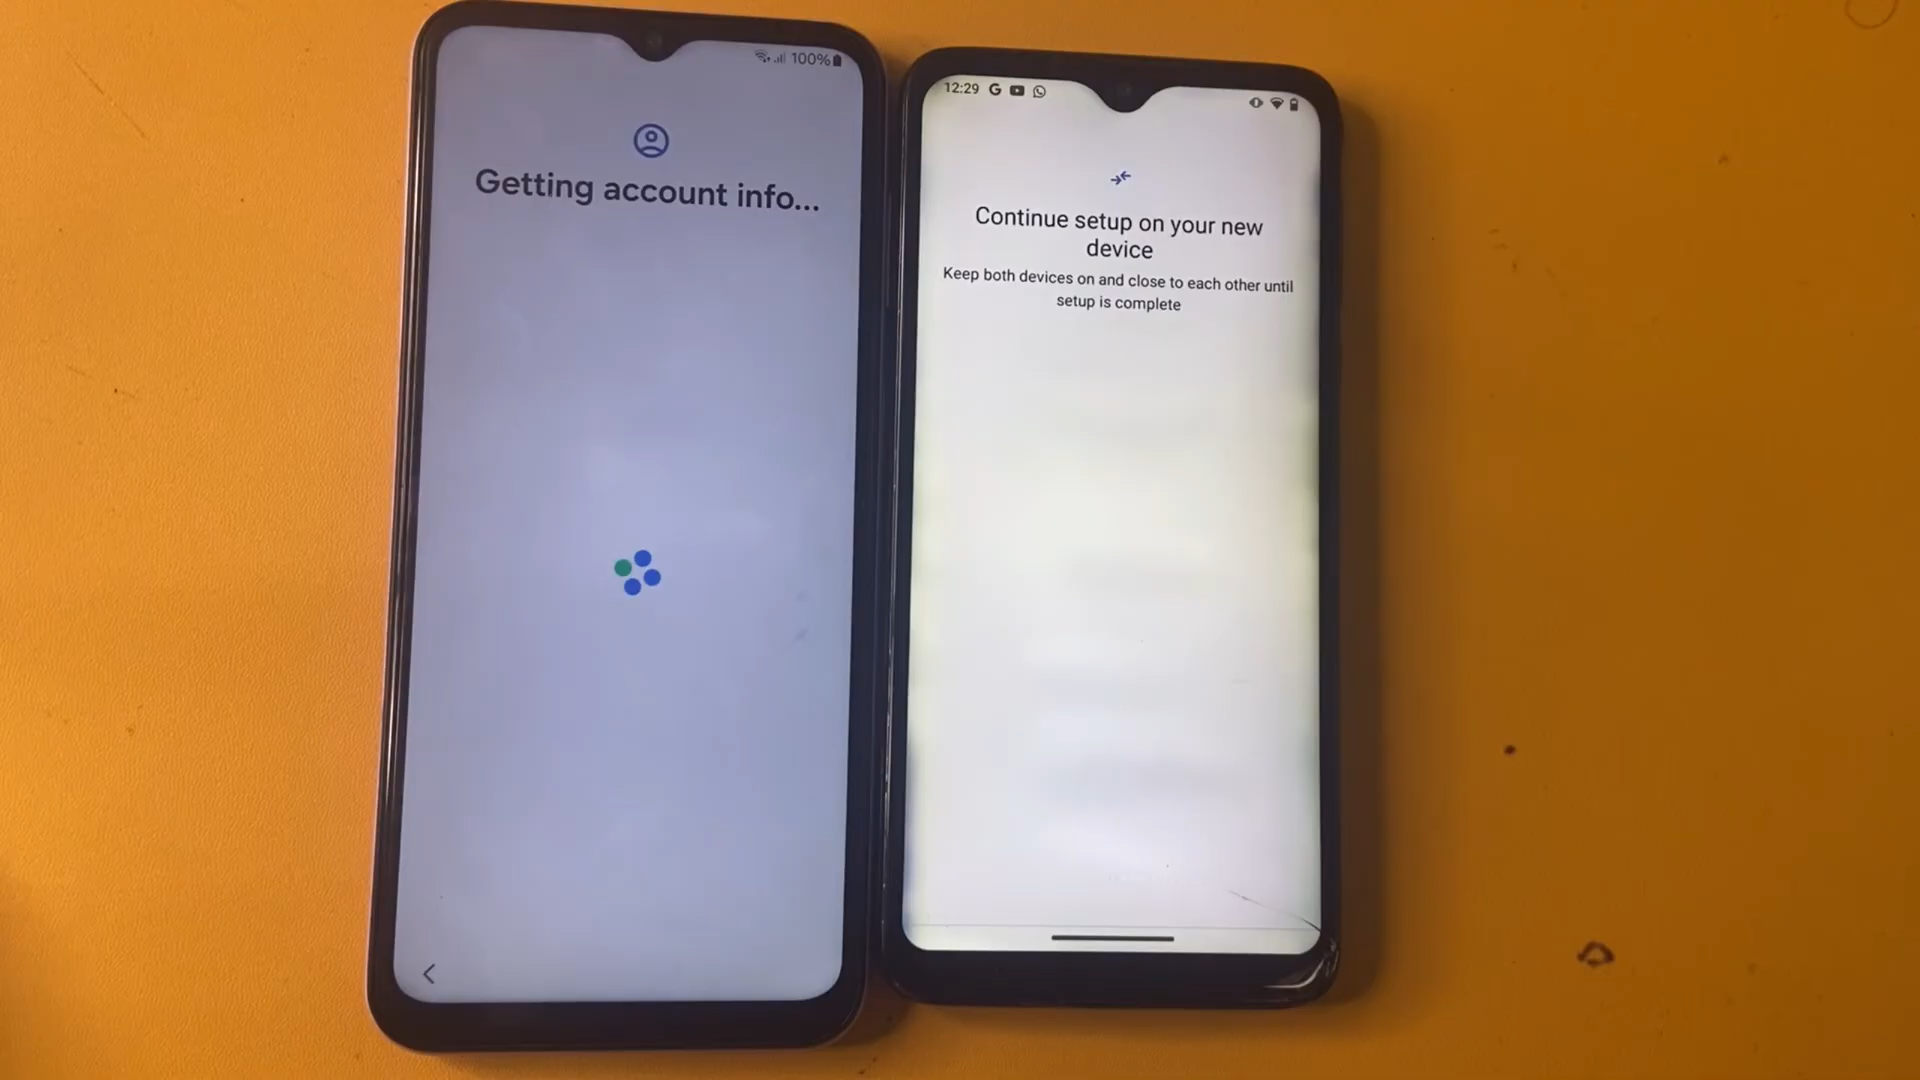 100%
Getting account info...
12:29
Continue setup on your new
device
Keep both devices on and close to each other until
setup is complete